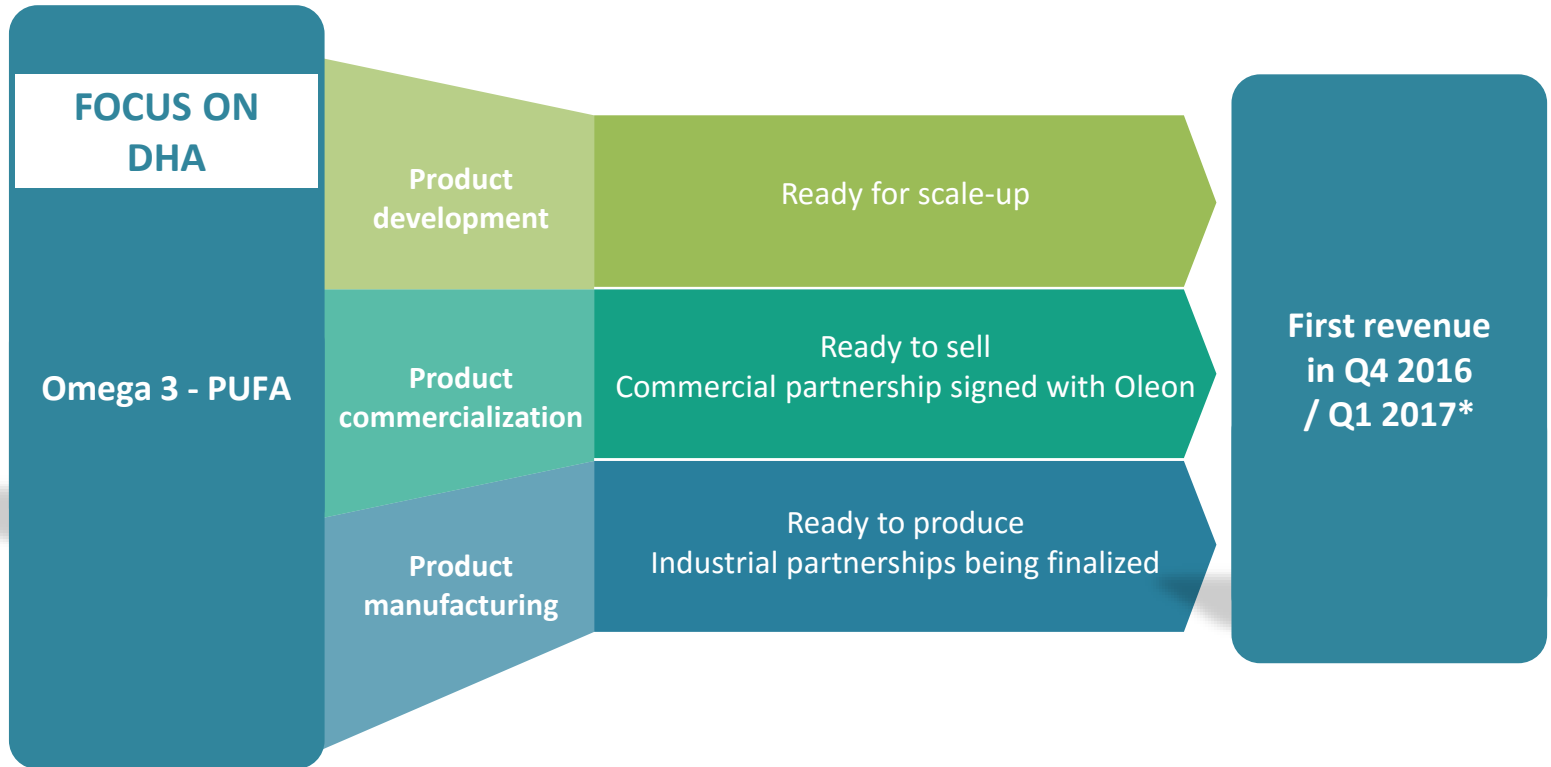 FOCUS ON
DHA
Omega 3 - PUFA
Product
development
Ready for scale-up
Product
commercialization
Ready to sell
Commercial partnership signed with Oleon
Product
manufacturing
Ready to produce
Industrial partnerships being finalized
First revenue
in Q4 2016
/ Q1 2017*